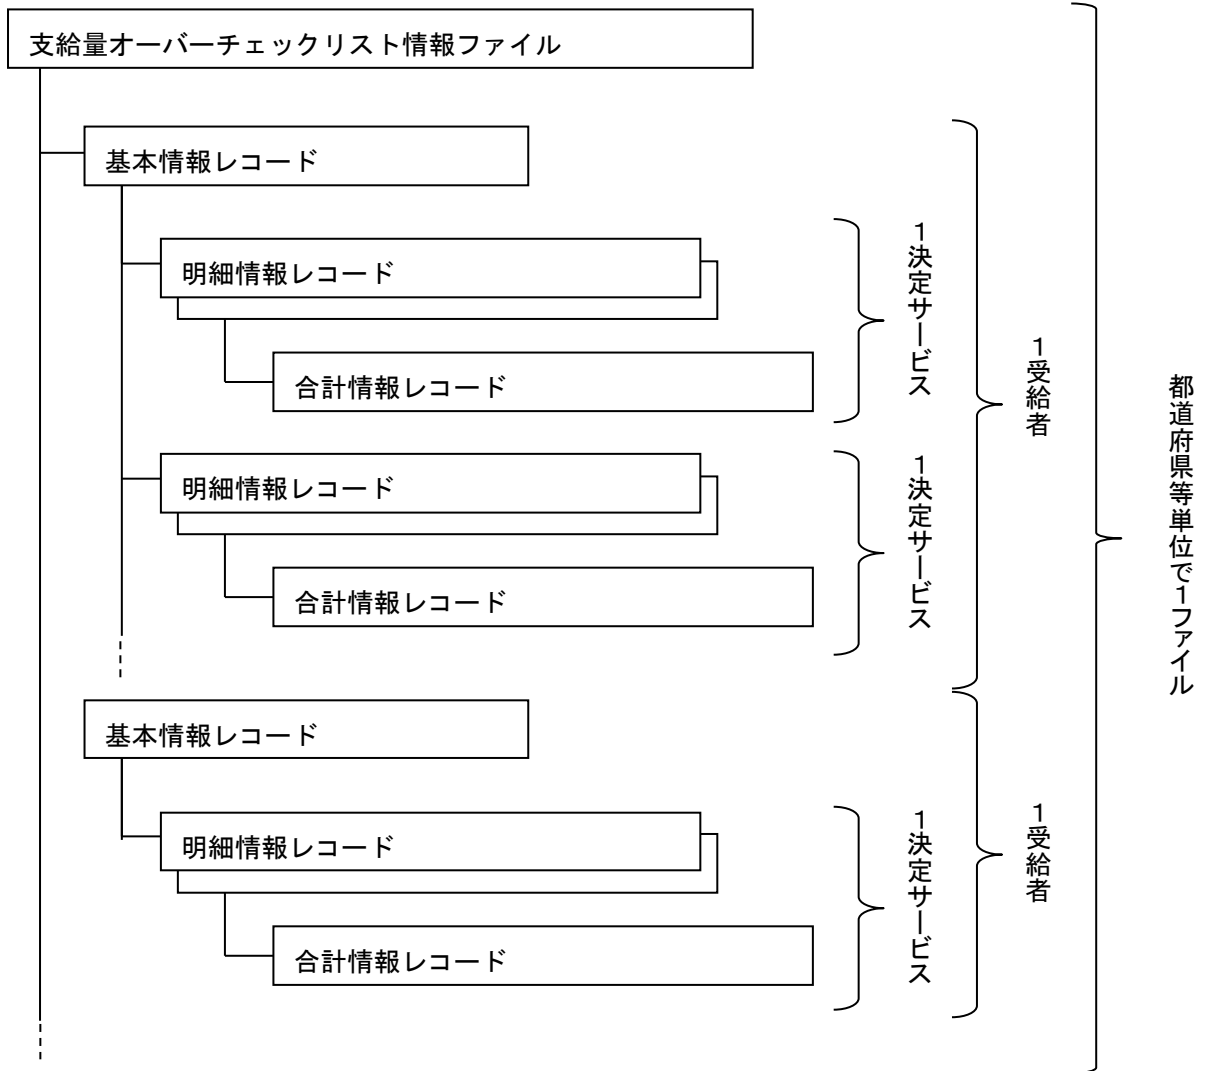 支給量オーバーチェックリスト情報ファイル
基本情報レコード
明細情報レコード
合計情報レコード
1決定サービス
明細情報レコード
合計情報レコード
1決定サービス
1受給者
基本情報レコード
明細情報レコード
合計情報レコード
1決定サービス
1受給者
都道府県等単位で1ファイル